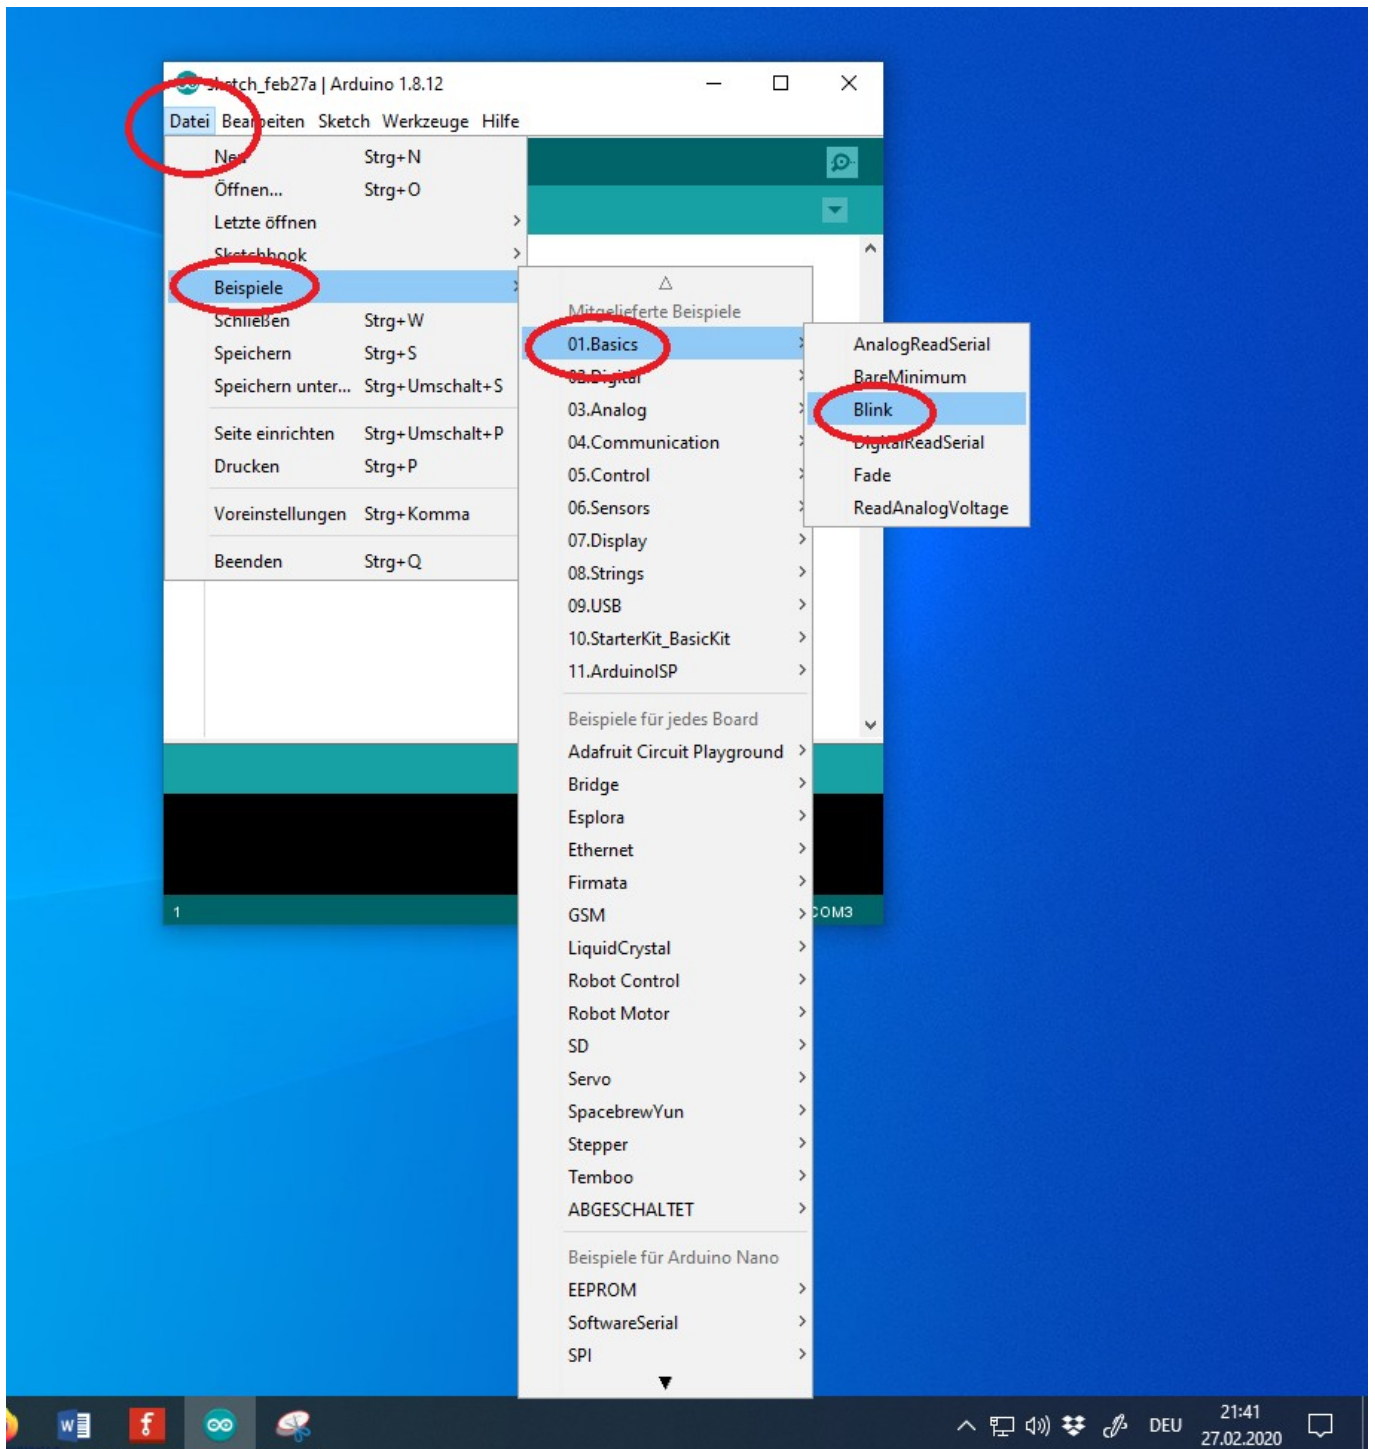 sketch_feb27a | Arduino 1.8.12
Datei Bearbeiten Sketch Werkzeuge Hilfe
Neu Strg+N
Öffnen... Strg+O
Letzte öffnen
Sketchbook
Beispiele
Schließen Strg+W
Speichern Strg+S
Speichern unter... Strg+Umschalt+S
Seite einrichten Strg+Umschalt+P
Drucken Strg+P
Voreinstellungen Strg+Komma
Beenden Strg+Q
Mitgelieferte Beispiele
01.Basics
02.Digital
03.Analog
04.Communication
05.Control
06.Sensors
07.Display
08.Strings
09.USB
10.StarterKit_BasicKit
11.ArduinoISP
Beispiele für jedes Board
Adafruit Circuit Playground
Bridge
Esplora
Ethernet
Firmata
GSM
LiquidCrystal
Robot Control
Robot Motor
SD
Servo
SpacebrewYun
Stepper
Temboo
ABGESCHALTET
Beispiele für Arduino Nano
EEPROM
SoftwareSerial
SPI
AnalogReadSerial
BareMinimum
Blink
DigitalReadSerial
Fade
ReadAnalogVoltage
1 COM3
DEU 21:41
27.02.2020